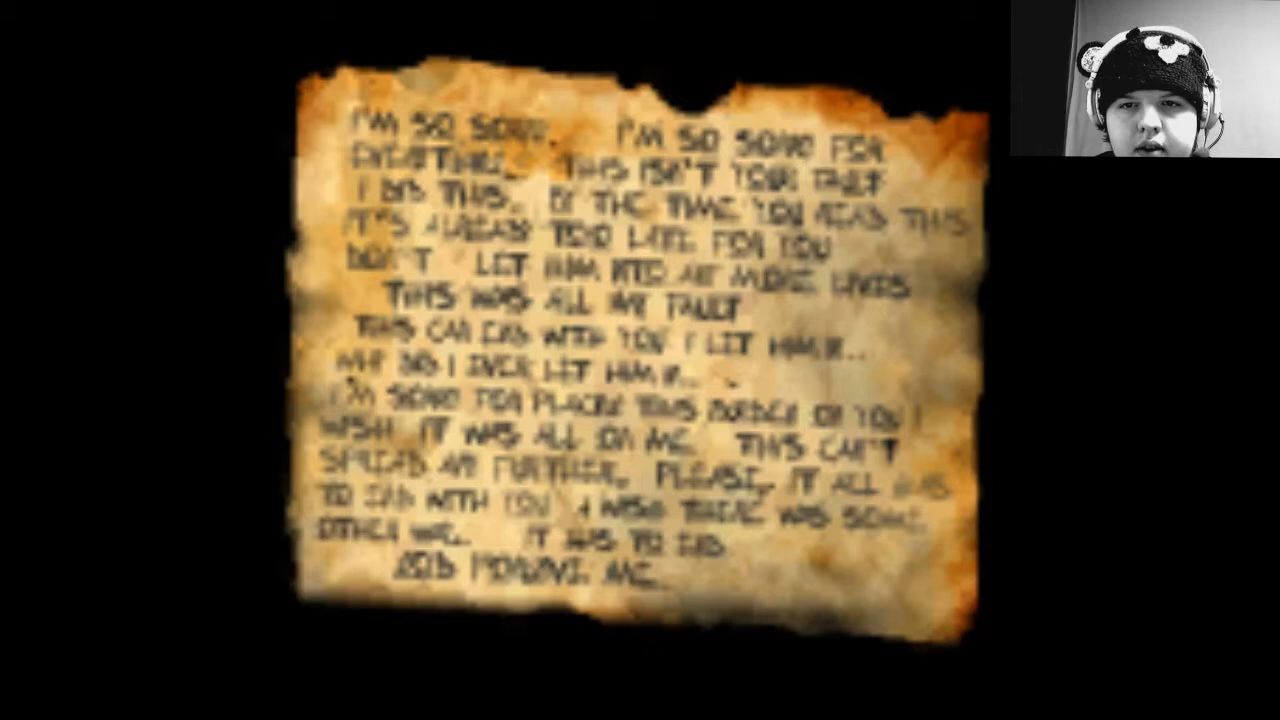 I'M SO SORRY. I'M SO SORRY FOR
EVERYTHING. THIS ISN'T YOUR FAULT
I DID THIS. BY THE TIME YOU READ THIS
IT'S ALREADY TOO LATE FOR YOU
DON'T LET HIM INTO ANY MORE LIVES
THIS WAS ALL MY FAULT
THIS CAN END WITH YOU I LET HIM IN...
WHY DID I EVER LET HIM IN...
I'M SORRY FOR PLACING THIS BURDEN ON YOU I
WISH IT WAS ALL ON ME. THIS CAN'T
SPREAD ANY FURTHER. PLEASE, IT ALL HAS
TO END WITH YOU I WISH THERE WAS SOME
OTHER WAY. IT HAS TO END
GOD FORGIVE ME